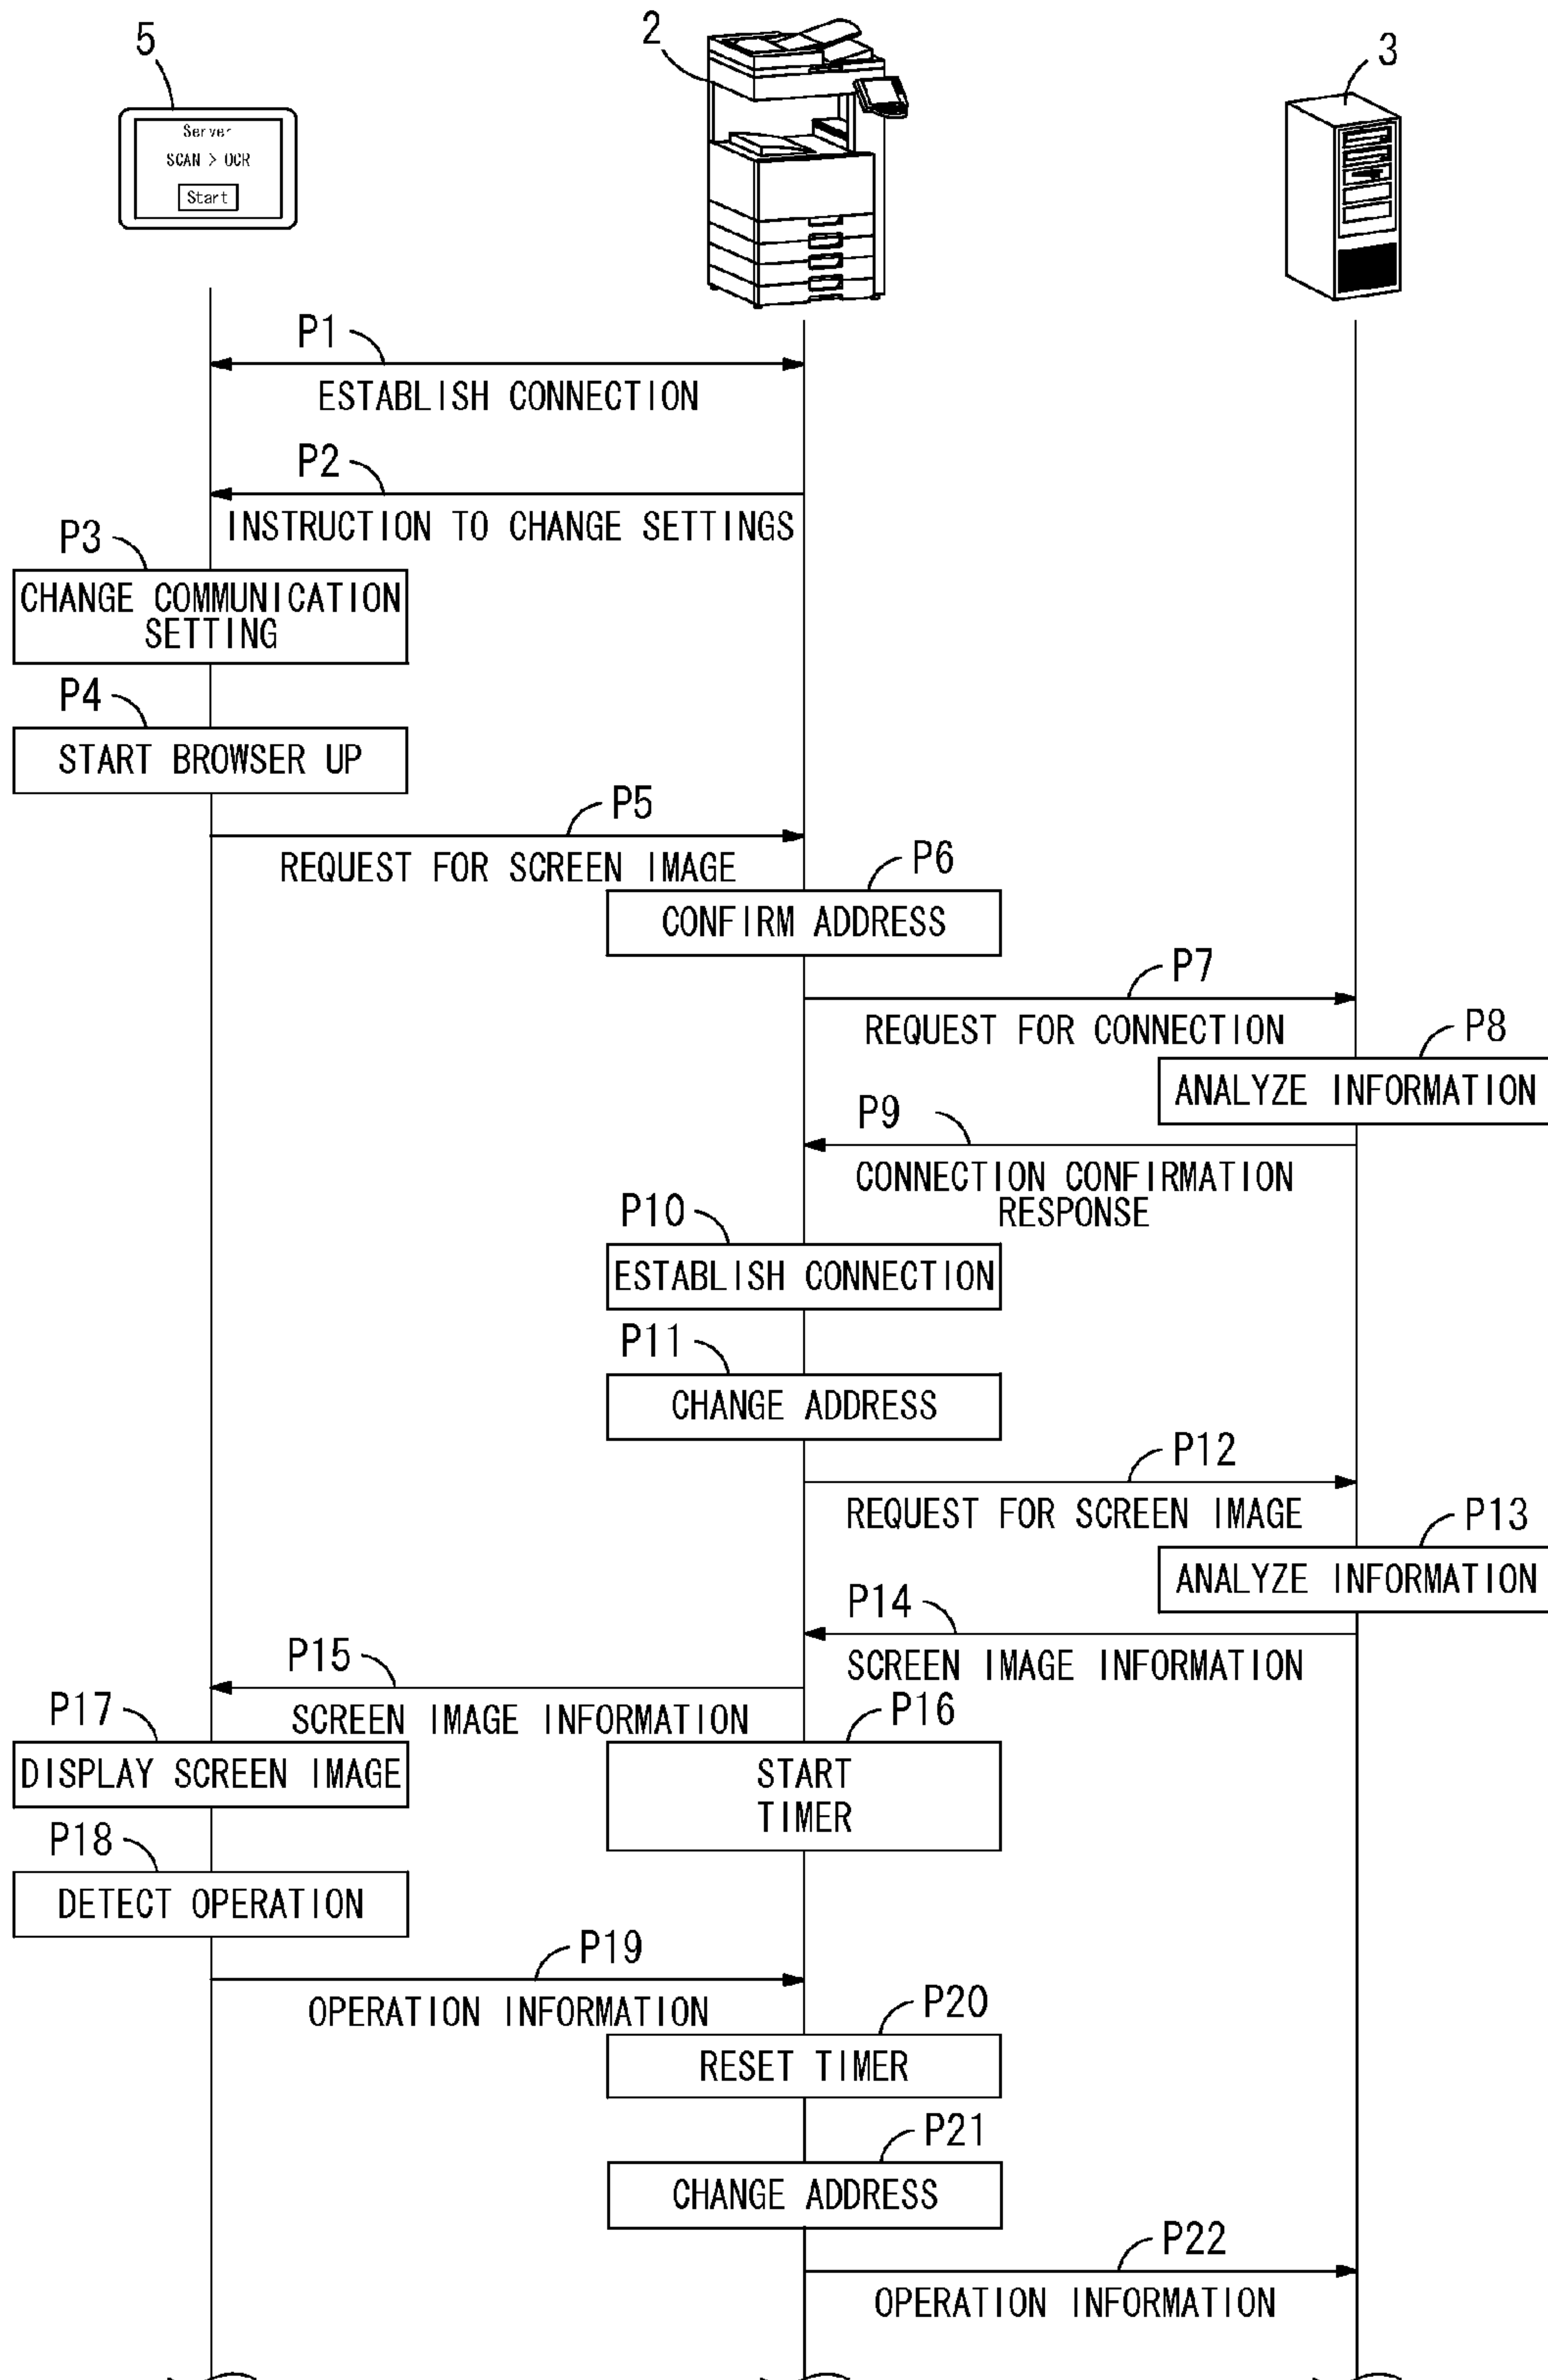 5
2
3
Server
SCAN > OCR
Start
P1
ESTABLISH CONNECTION
P2
INSTRUCTION TO CHANGE SETTINGS
P3
CHANGE COMMUNICATION
SETTING
P4
START BROWSER UP
P5
REQUEST FOR SCREEN IMAGE
P6
CONFIRM ADDRESS
P7
REQUEST FOR CONNECTION
P8
ANALYZE INFORMATION
P9
CONNECTION CONFIRMATION
RESPONSE
P10
ESTABLISH CONNECTION
P11
CHANGE ADDRESS
P12
REQUEST FOR SCREEN IMAGE
P13
ANALYZE INFORMATION
P14
SCREEN IMAGE INFORMATION
P15
SCREEN IMAGE INFORMATION
P16
START
TIMER
P17
DISPLAY SCREEN IMAGE
P18
DETECT OPERATION
P19
OPERATION INFORMATION
P20
RESET TIMER
P21
CHANGE ADDRESS
P22
OPERATION INFORMATION